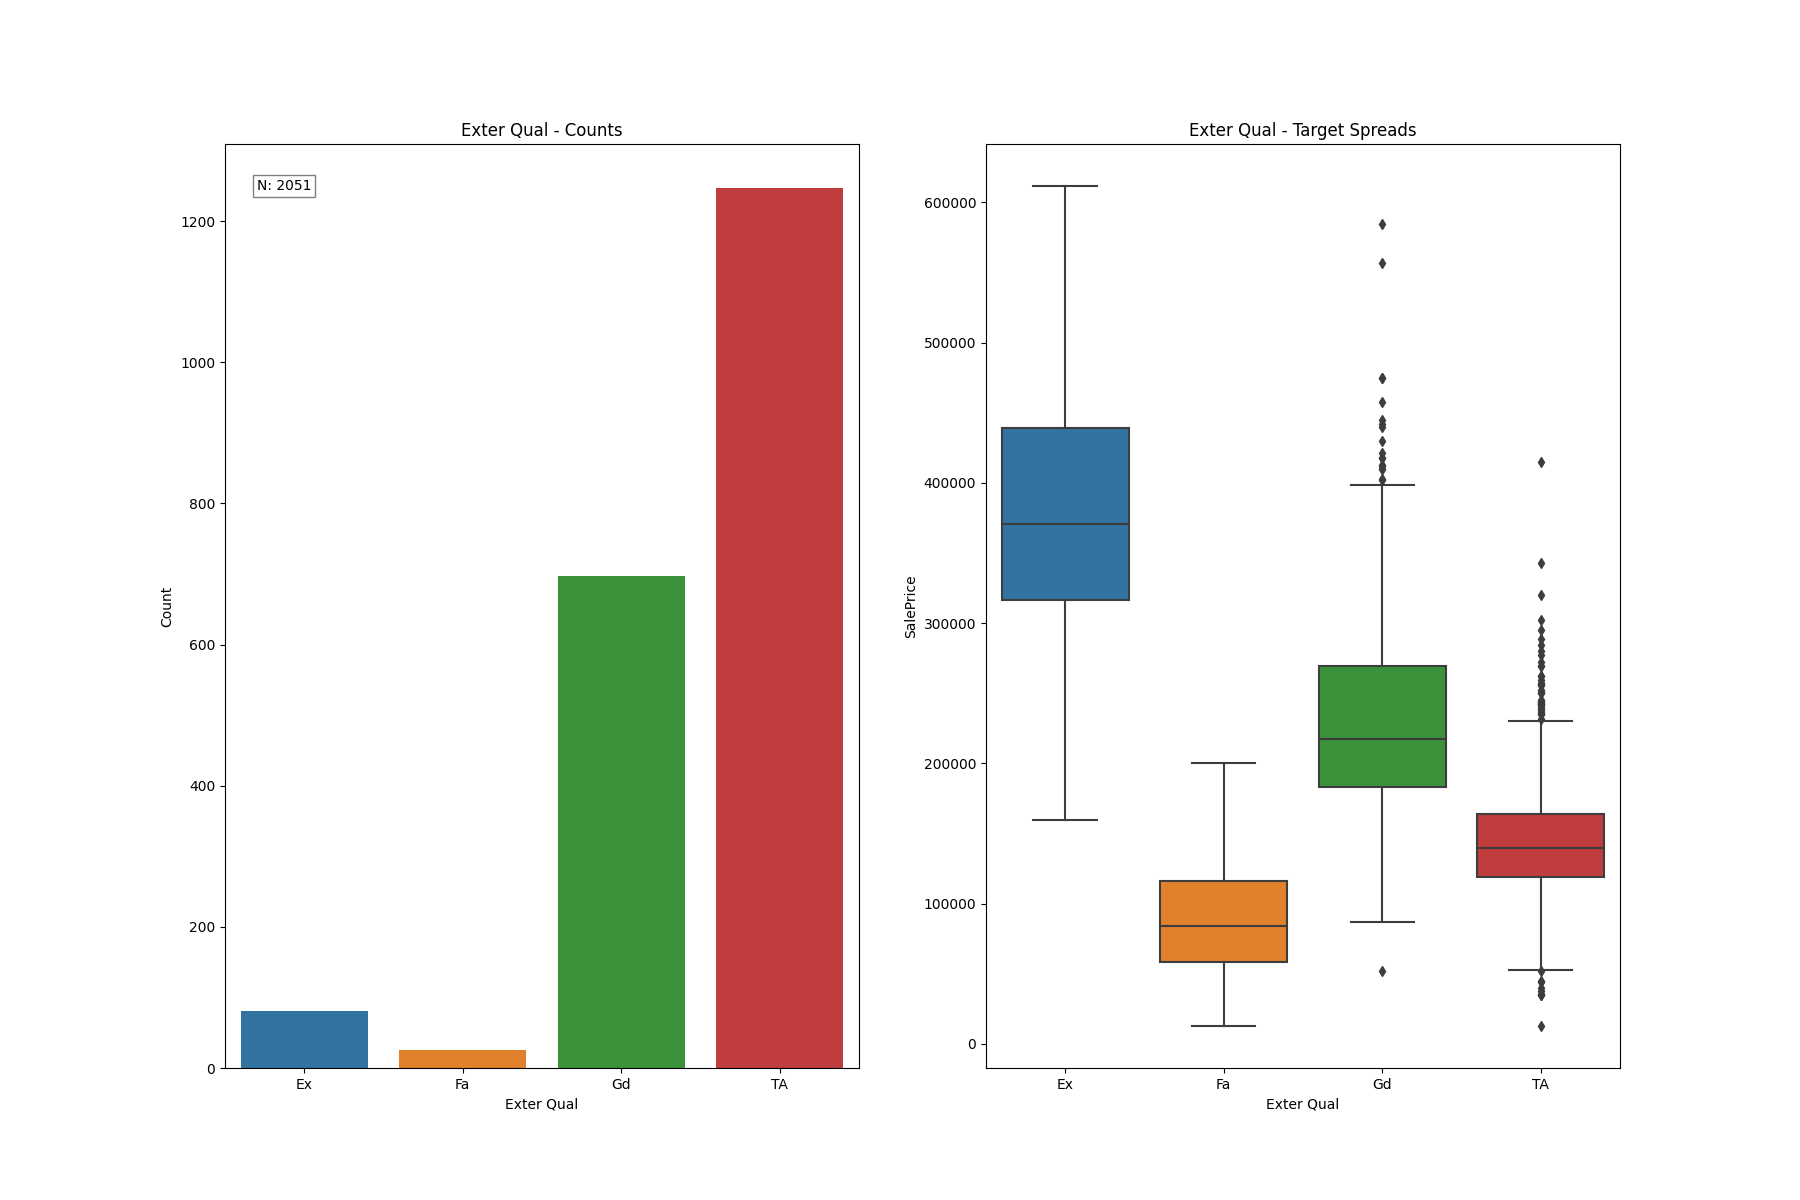 Exter Qual - Counts
N: 2051
1200
1000
800
600
400
200
0
Count
Ex Fa Gd TA
Exter Qual
Exter Qual - Target Spreads
600000
500000
400000
300000
200000
100000
0
SalePrice
Ex Fa Gd TA
Exter Qual